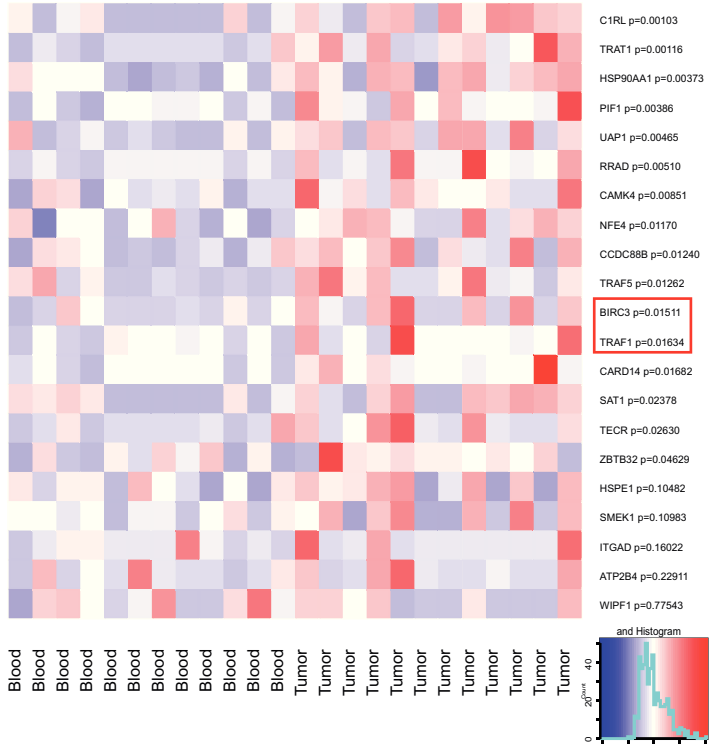 C1RL p=0.00103
TRAT1 p=0.00116
HSP90AA1 p=0.00373
PIF1 p=0.00386
UAP1 p=0.00465
RRAD p=0.00510
CAMK4 p=0.00851
NFE4 p=0.01170
CCDC88B p=0.01240
TRAF5 p=0.01262
BIRC3 p=0.01511
TRAF1 p=0.01634
CARD14 p=0.01682
SAT1 p=0.02378
TECR p=0.02630
ZBTB32 p=0.04629
HSPE1 p=0.10482
SMEK1 p=0.10983
ITGAD p=0.16022
ATP2B4 p=0.22911
WIPF1 p=0.77543
Blood
Blood
Blood
Blood
Blood
Blood
Blood
Blood
Blood
Blood
Blood
Blood
Tumor
Tumor
Tumor
Tumor
Tumor
Tumor
Tumor
Tumor
Tumor
Tumor
Tumor
Tumor
and Histogram
Count
40
20
0